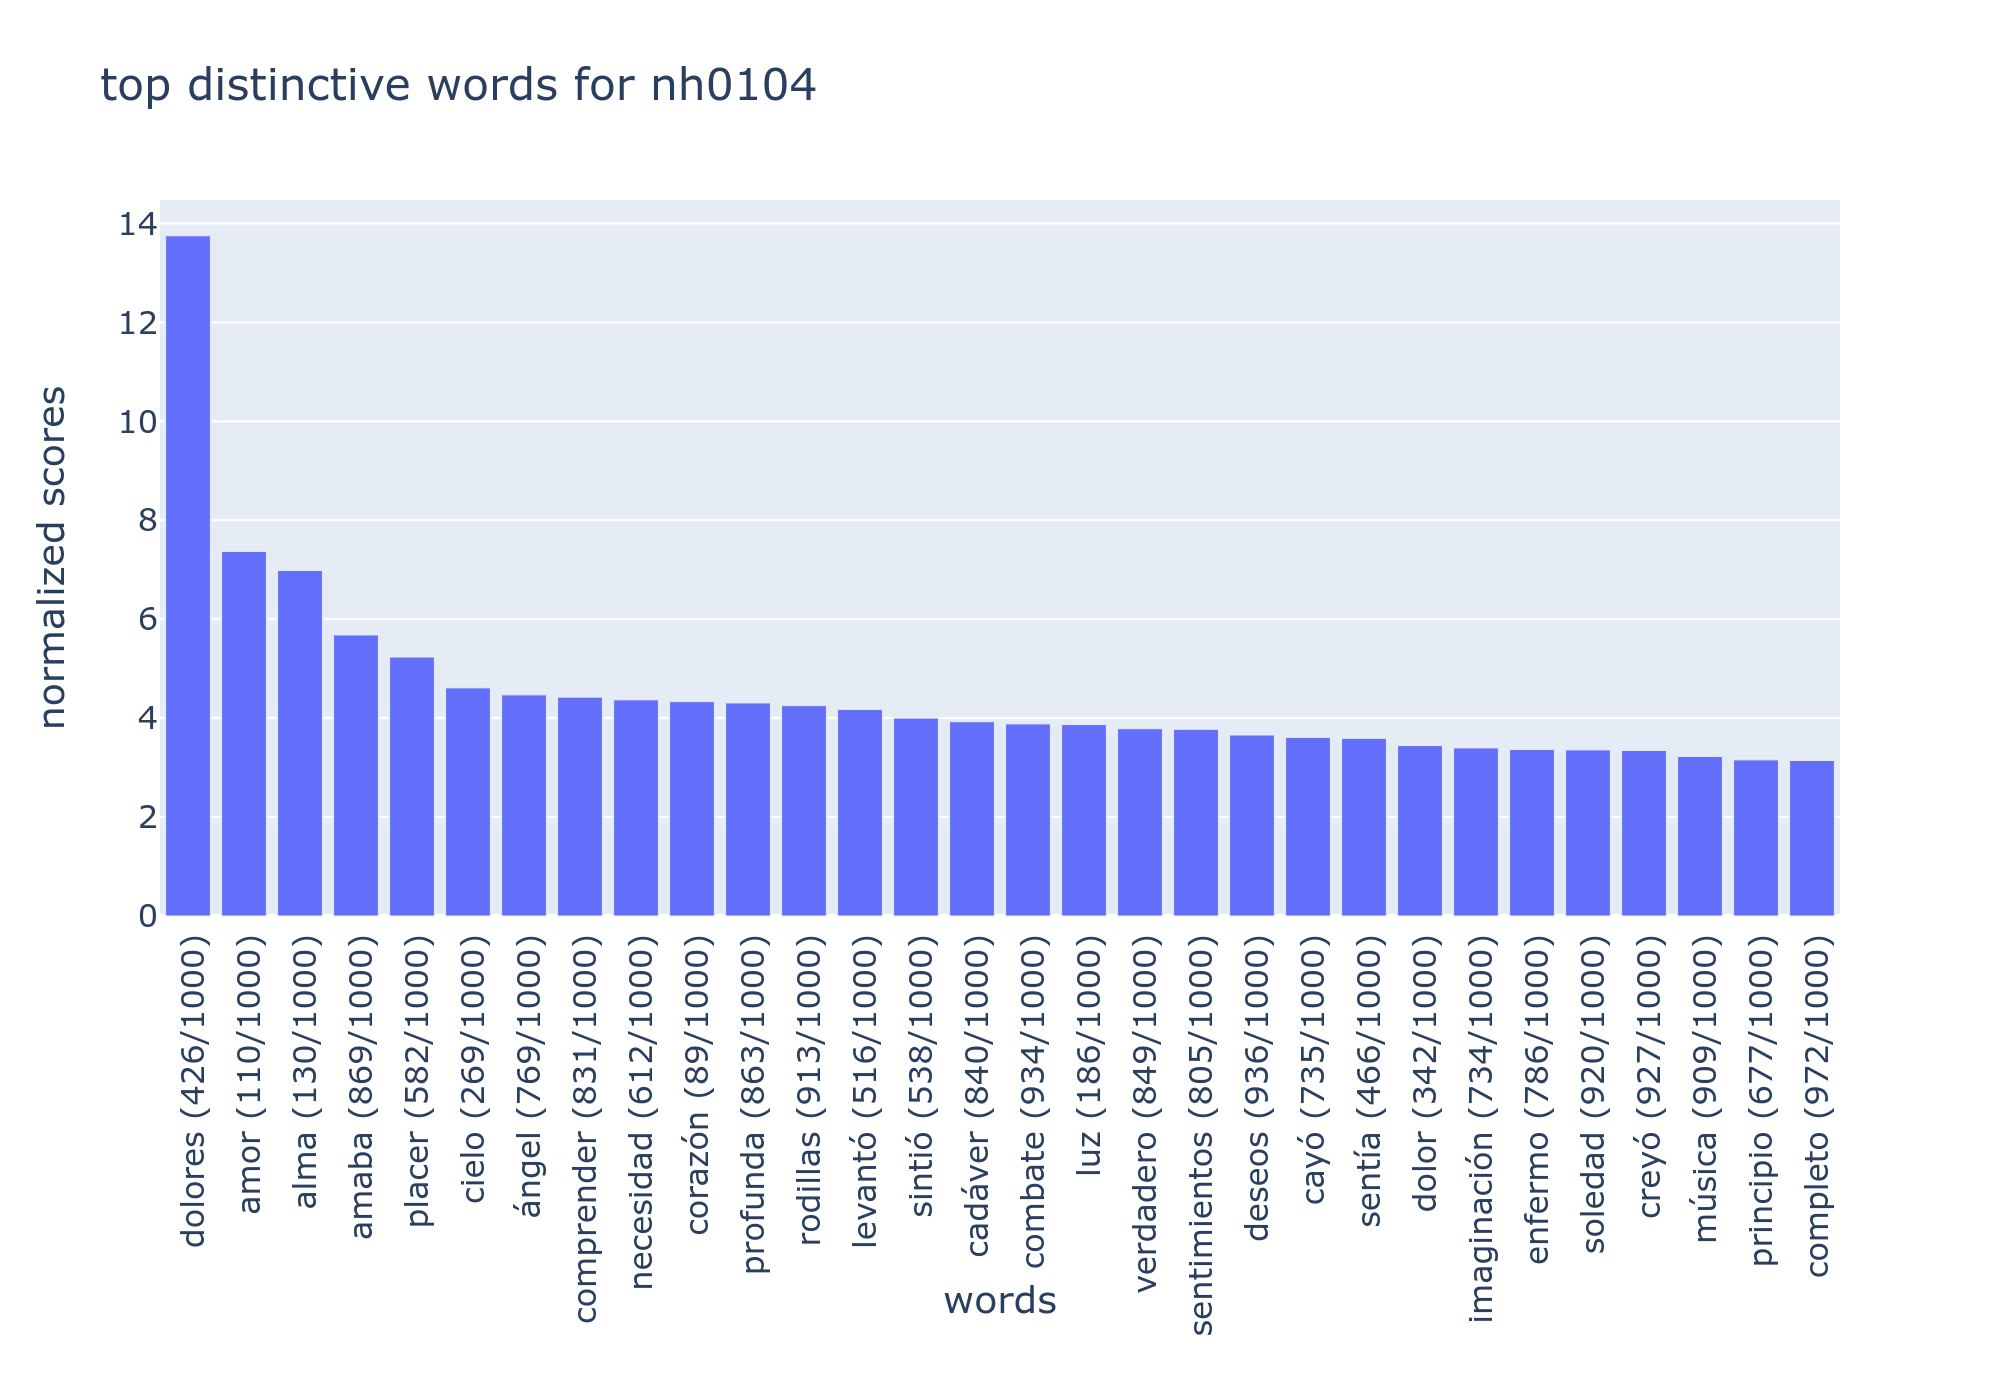 top distinctive words for nh0104
normalized scores
14
12
10
8
6
4
2
0
dolores (426/1000)
amor (110/1000)
alma (130/1000)
amaba (869/1000)
placer (582/1000)
cielo (269/1000)
ángel (769/1000)
comprender (831/1000)
necesidad (612/1000)
corazón (89/1000)
profunda (863/1000)
rodillas (913/1000)
levantó (516/1000)
sintió (538/1000)
cadáver (840/1000)
combate (934/1000)
luz (186/1000)
verdadero (849/1000)
sentimientos (805/1000)
deseos (936/1000)
cayó (735/1000)
sentía (466/1000)
dolor (342/1000)
imaginación (734/1000)
enfermo (786/1000)
soledad (920/1000)
creyó (927/1000)
música (909/1000)
principio (677/1000)
completo (972/1000)
words